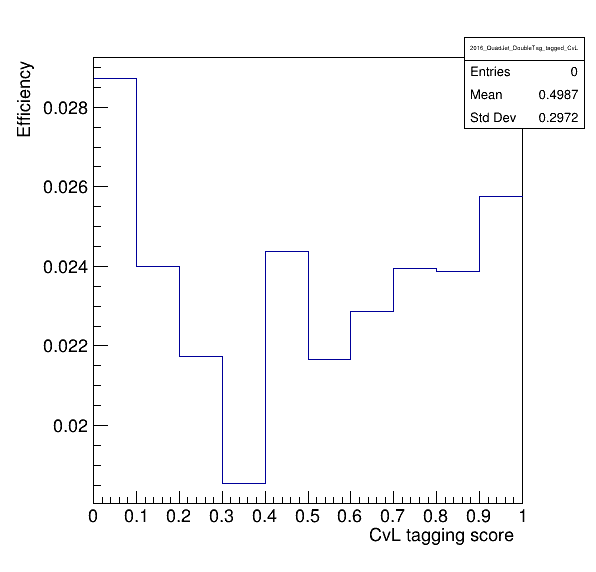 2016_QuadJet_DoubleTag_tagged_CvL
Entries 0
Mean 0.4987
Std Dev 0.2972
Efficiency
0.028
0.026
0.024
0.022
0.02
0 0.1 0.2 0.3 0.4 0.5 0.6 0.7 0.8 0.9 1
CvL tagging score